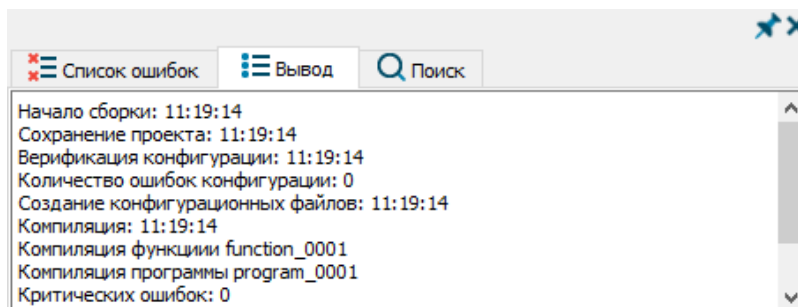 Список ошибок Вывод Поиск
Начало сборки: 11:19:14
Сохранение проекта: 11:19:14
Верификация конфигурации: 11:19:14
Количество ошибок конфигурации: 0
Создание конфигурационных файлов: 11:19:14
Компиляция: 11:19:14
Компиляция функциии function_0001
Компиляция программы program_0001
Критических ошибок: 0